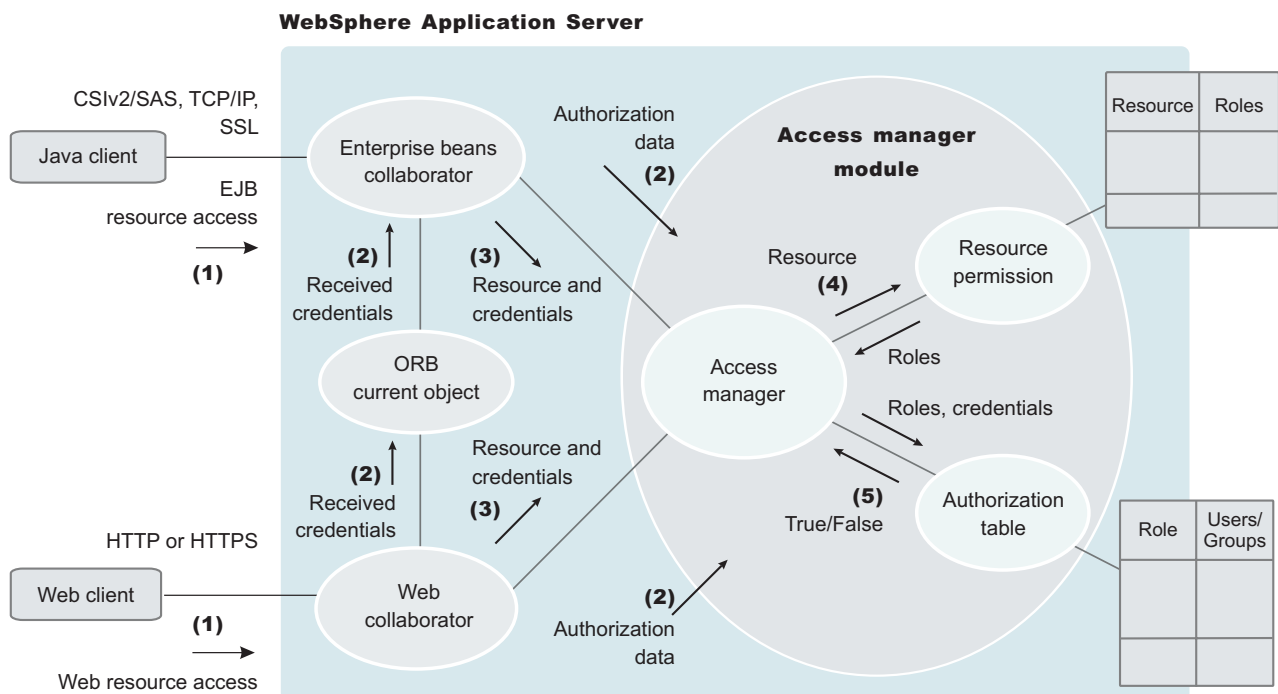 WebSphere Application Server
CSIv2/SAS, TCP/IP,
SSL
Java client
EJB
resource access
(1)
Enterprise beans
collaborator
(2)
Received
credentials
(3)
Resource and
credentials
ORB
current object
(2)
Received
credentials
Resource and
credentials
(3)
HTTP or HTTPS
Web client
(1)
Web resource access
Web
collaborator
Authorization
data
(2)
Access manager
module
Resource
(4)
Resource
permission
Roles
Access
manager
Roles, credentials
(5)
True/False
Authorization
table
(2)
Authorization
data
Resource Roles
Role Users/
Groups